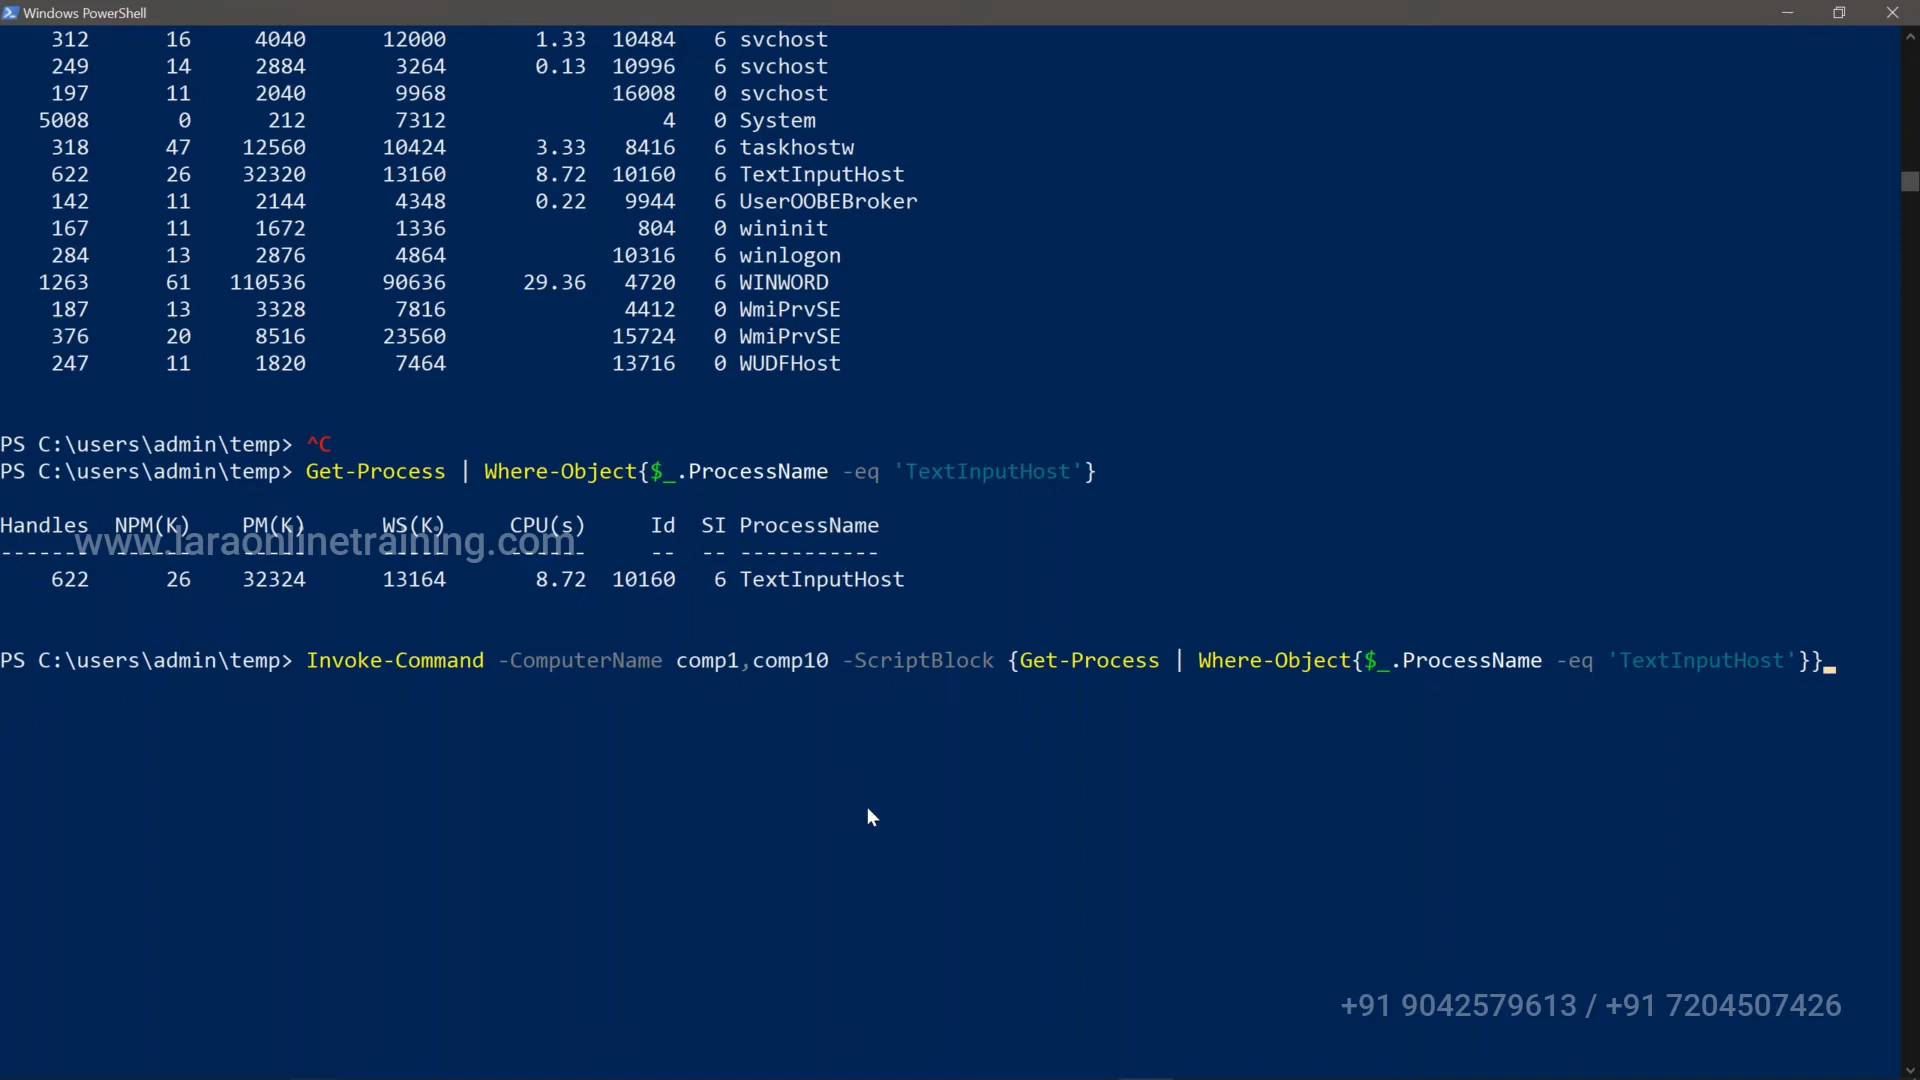 Windows PowerShell
312 16 4040 12000 1.33 10484 6 svchost
249 14 2884 3264 0.13 10996 6 svchost
197 11 2040 9968 16008 0 svchost
5008 0 212 7312 4 0 System
318 47 12560 10424 3.33 8416 6 taskhostw
622 26 32320 13160 8.72 10160 6 TextInputHost
142 11 2144 4348 0.22 9944 6 UserOOBEBroker
167 11 1672 1336 804 0 wininit
284 13 2876 4864 10316 6 winlogon
1263 61 110536 90636 29.36 4720 6 WINWORD
187 13 3328 7816 4412 0 WmiPrvSE
376 20 8516 23560 15724 0 WmiPrvSE
247 11 1820 7464 13716 0 WUDFHost
PS C:\users\admin\temp> ^C
PS C:\users\admin\temp> Get-Process | Where-Object{$_.ProcessName -eq 'TextInputHost'}
Handles NPM(K) PM(K) WS(K) CPU(s) Id SI ProcessName
------- ------ ----- ----- ------ -- -- -----------
www.laraonlinetraining.com
622 26 32324 13164 8.72 10160 6 TextInputHost
PS C:\users\admin\temp> Invoke-Command -ComputerName comp1,comp10 -ScriptBlock {Get-Process | Where-Object{$_.ProcessName -eq 'TextInputHost'}}
+91 9042579613 / +91 7204507426